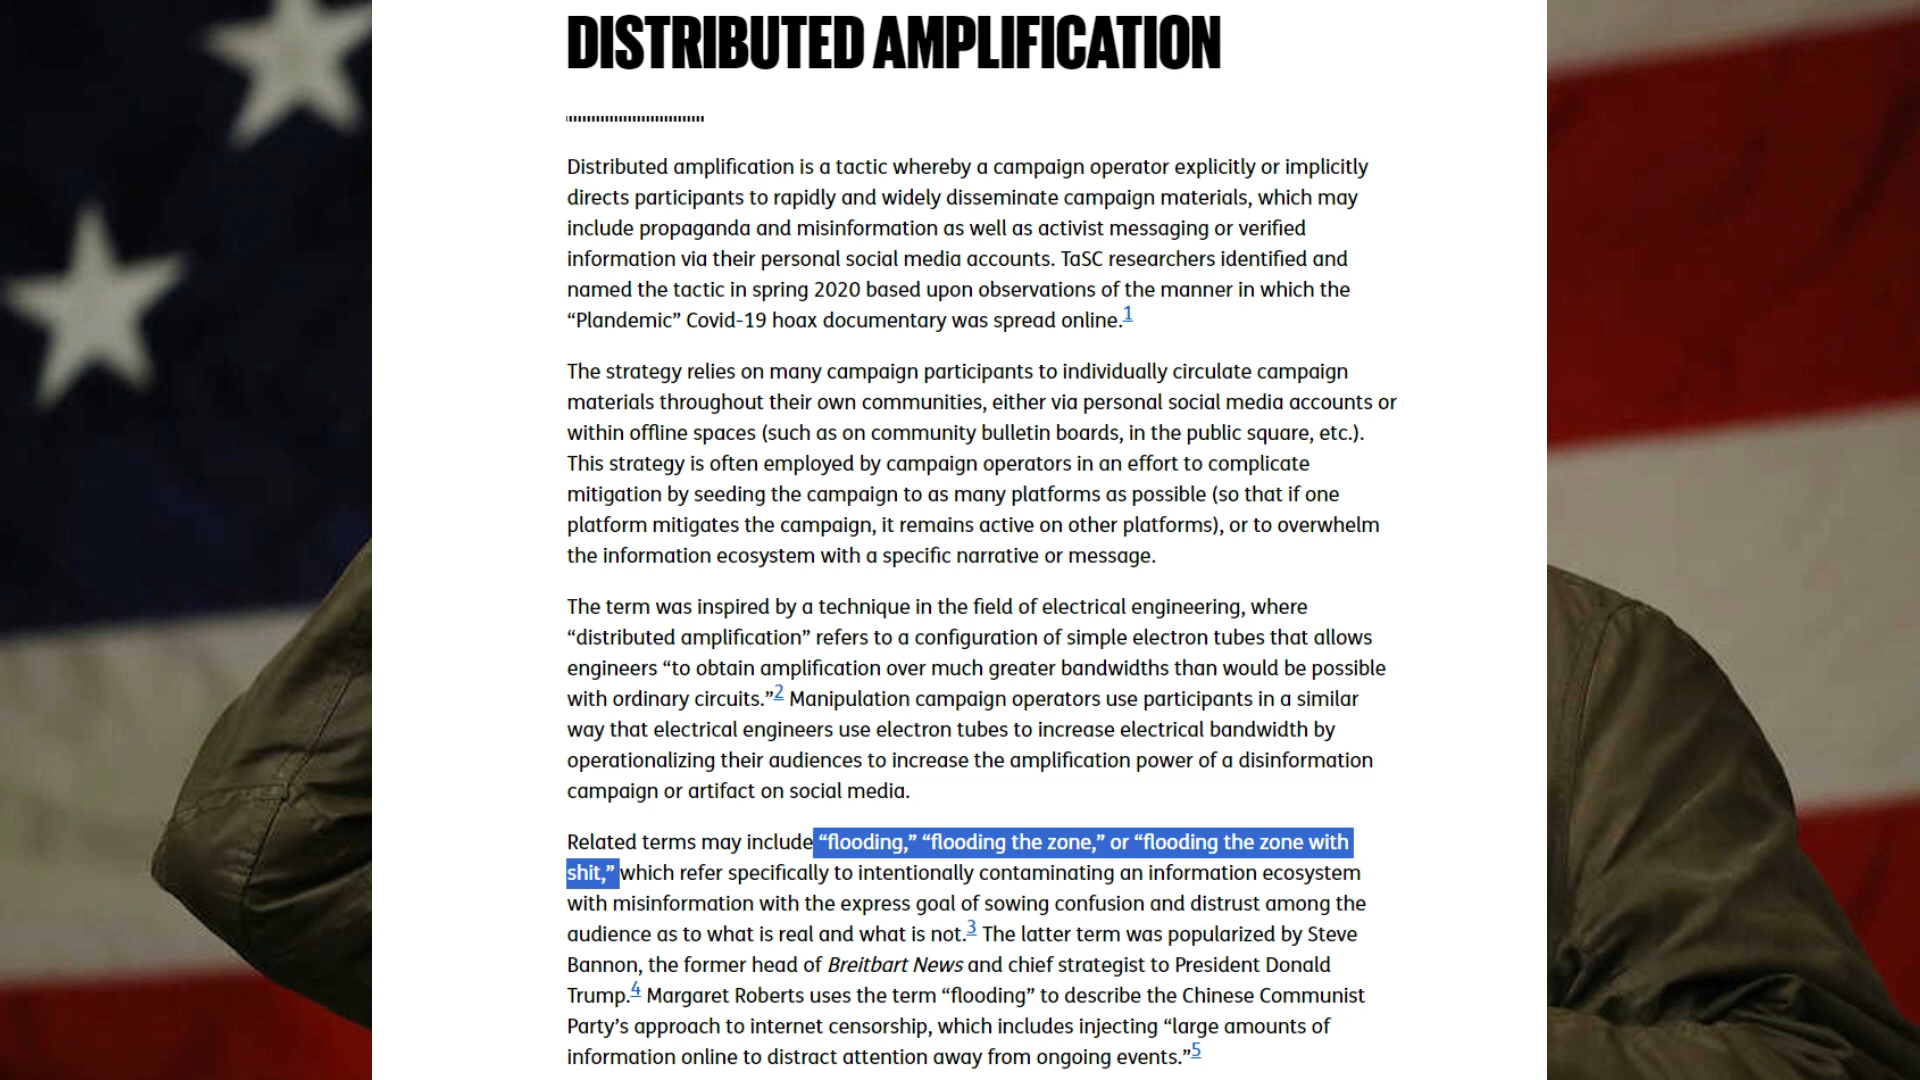 DISTRIBUTED AMPLIFICATION
Distributed amplification is a tactic whereby a campaign operator explicitly or implicitly
directs participants to rapidly and widely disseminate campaign materials, which may
include propaganda and misinformation as well as activist messaging or verified
information via their personal social media accounts. TaSC researchers identified and
named the tactic in spring 2020 based upon observations of the manner in which the
“Plandemic” Covid-19 hoax documentary was spread online.1
The strategy relies on many campaign participants to individually circulate campaign
materials throughout their own communities, either via personal social media accounts or
within offline spaces (such as on community bulletin boards, in the public square, etc.).
This strategy is often employed by campaign operators in an effort to complicate
mitigation by seeding the campaign to as many platforms as possible (so that if one
platform mitigates the campaign, it remains active on other platforms), or to overwhelm
the information ecosystem with a specific narrative or message.
The term was inspired by a technique in the field of electrical engineering, where
“distributed amplification” refers to a configuration of simple electron tubes that allows
engineers “to obtain amplification over much greater bandwidths than would be possible
with ordinary circuits.”2 Manipulation campaign operators use participants in a similar
way that electrical engineers use electron tubes to increase electrical bandwidth by
operationalizing their audiences to increase the amplification power of a disinformation
campaign or artifact on social media.
Related terms may include “flooding,” “flooding the zone,” or “flooding the zone with
shit,” which refer specifically to intentionally contaminating an information ecosystem
with misinformation with the express goal of sowing confusion and distrust among the
audience as to what is real and what is not.3 The latter term was popularized by Steve
Bannon, the former head of Breitbart News and chief strategist to President Donald
Trump.4 Margaret Roberts uses the term “flooding” to describe the Chinese Communist
Party’s approach to internet censorship, which includes injecting “large amounts of
information online to distract attention away from ongoing events.”5